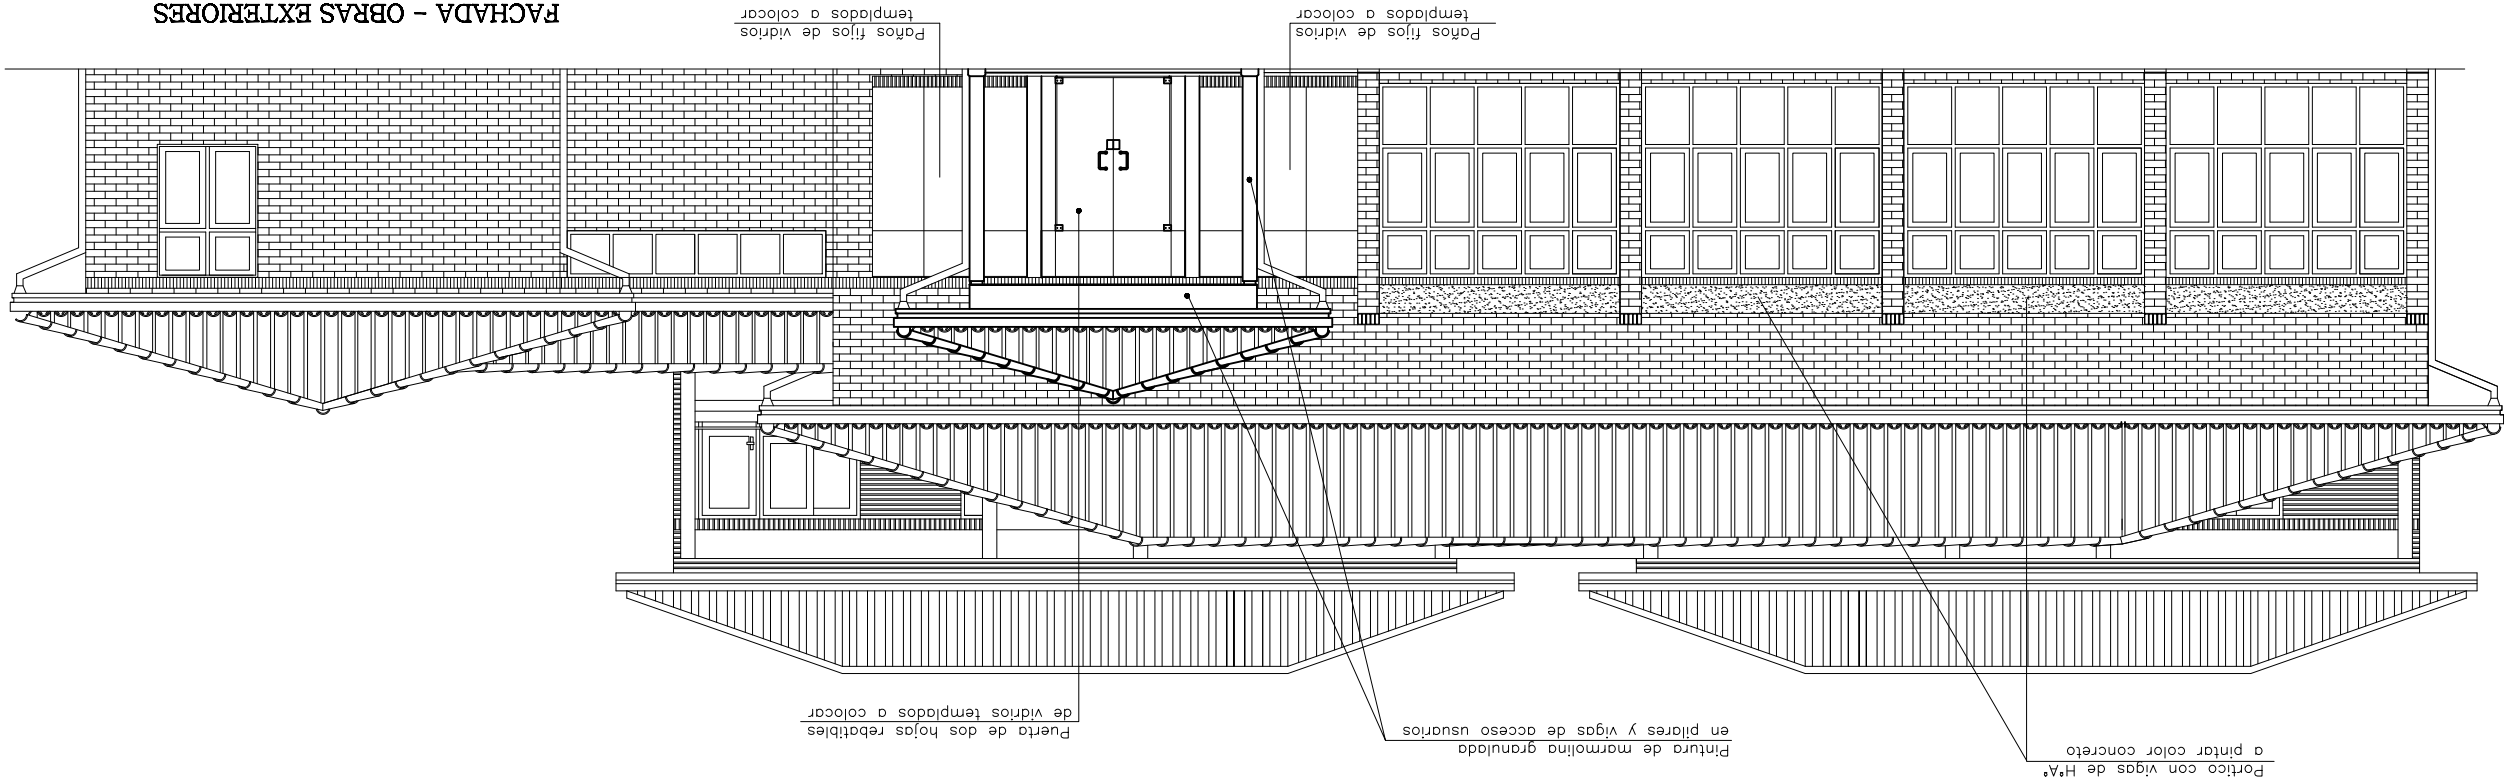 Portico con vigas de HºAº
a pintar color concreto
Pintura de marmolina granulada
en pilares y vigas de acceso usuarios
Puerta de dos hojas rebatibles
de vidrios templados a colocar
Paños fijos de vidrios
templados a colocar
Paños fijos de vidrios
templados a colocar
FACHADA - OBRAS EXTERIORES